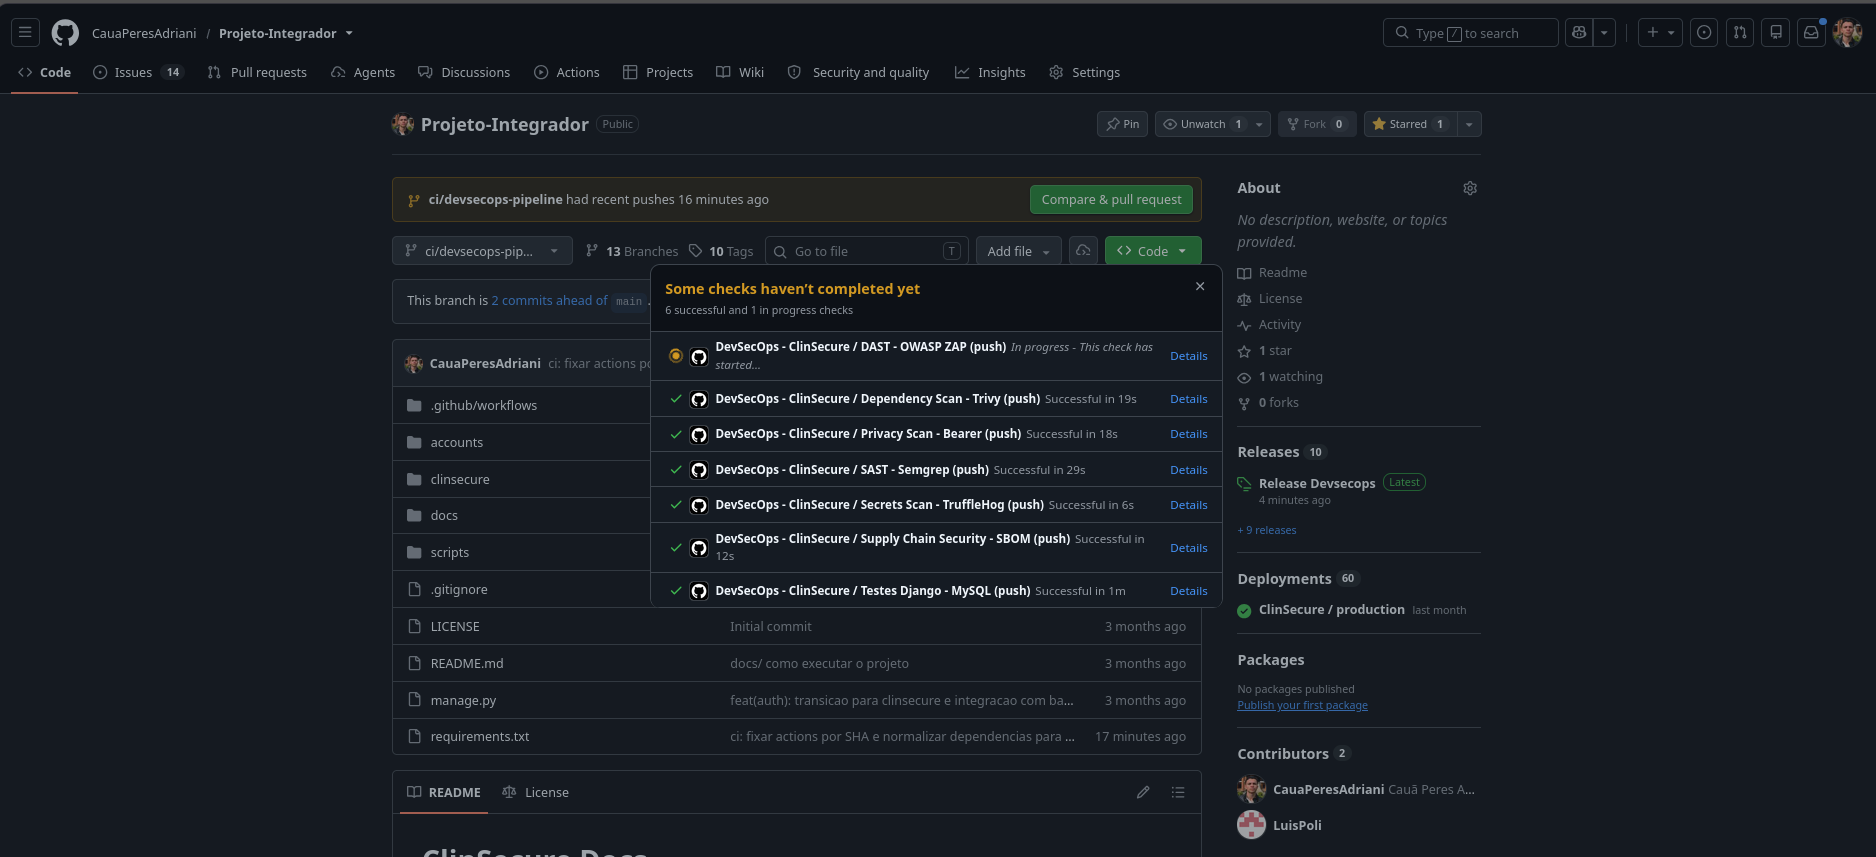 CauaPeresAdriani / Projeto-Integrador
Type / to search
Code
Issues 14
Pull requests
Agents
Discussions
Actions
Projects
Wiki
Security and quality
Insights
Settings
Projeto-Integrador Public
Pin
Unwatch 1
Fork 0
Starred 1
ci/devsecops-pipeline had recent pushes 16 minutes ago
Compare & pull request
ci/devsecops-pip...
13 Branches
10 Tags
Go to file T
Add file
Code
This branch is 2 commits ahead of main.
Some checks haven't completed yet
6 successful and 1 in progress checks
DevSecOps - ClinSecure / DAST - OWASP ZAP (push) In progress - This check has
started...
Details
DevSecOps - ClinSecure / Dependency Scan - Trivy (push) Successful in 19s
Details
DevSecOps - ClinSecure / Privacy Scan - Bearer (push) Successful in 18s
Details
DevSecOps - ClinSecure / SAST - Semgrep (push) Successful in 29s
Details
DevSecOps - ClinSecure / Secrets Scan - TruffleHog (push) Successful in 6s
Details
DevSecOps - ClinSecure / Supply Chain Security - SBOM (push) Successful in
12s
Details
DevSecOps - ClinSecure / Testes Django - MySQL (push) Successful in 1m
Details
CauaPeresAdriani ci: fixar actions po
.github/workflows
accounts
clinsecure
docs
scripts
.gitignore
LICENSE Initial commit 3 months ago
README.md docs/ como executar o projeto 3 months ago
manage.py feat(auth): transicao para clinsecure e integracao com ba... 3 months ago
requirements.txt ci: fixar actions por SHA e normalizar dependencias para ... 17 minutes ago
README
License
ClinSecure Docs
About
No description, website, or topics
provided.
Readme
License
Activity
1 star
1 watching
0 forks
Releases 10
Release Devsecops Latest
4 minutes ago
+ 9 releases
Deployments 60
ClinSecure / production last month
Packages
No packages published
Publish your first package
Contributors 2
CauaPeresAdriani Cauã Peres A...
LuisPoli